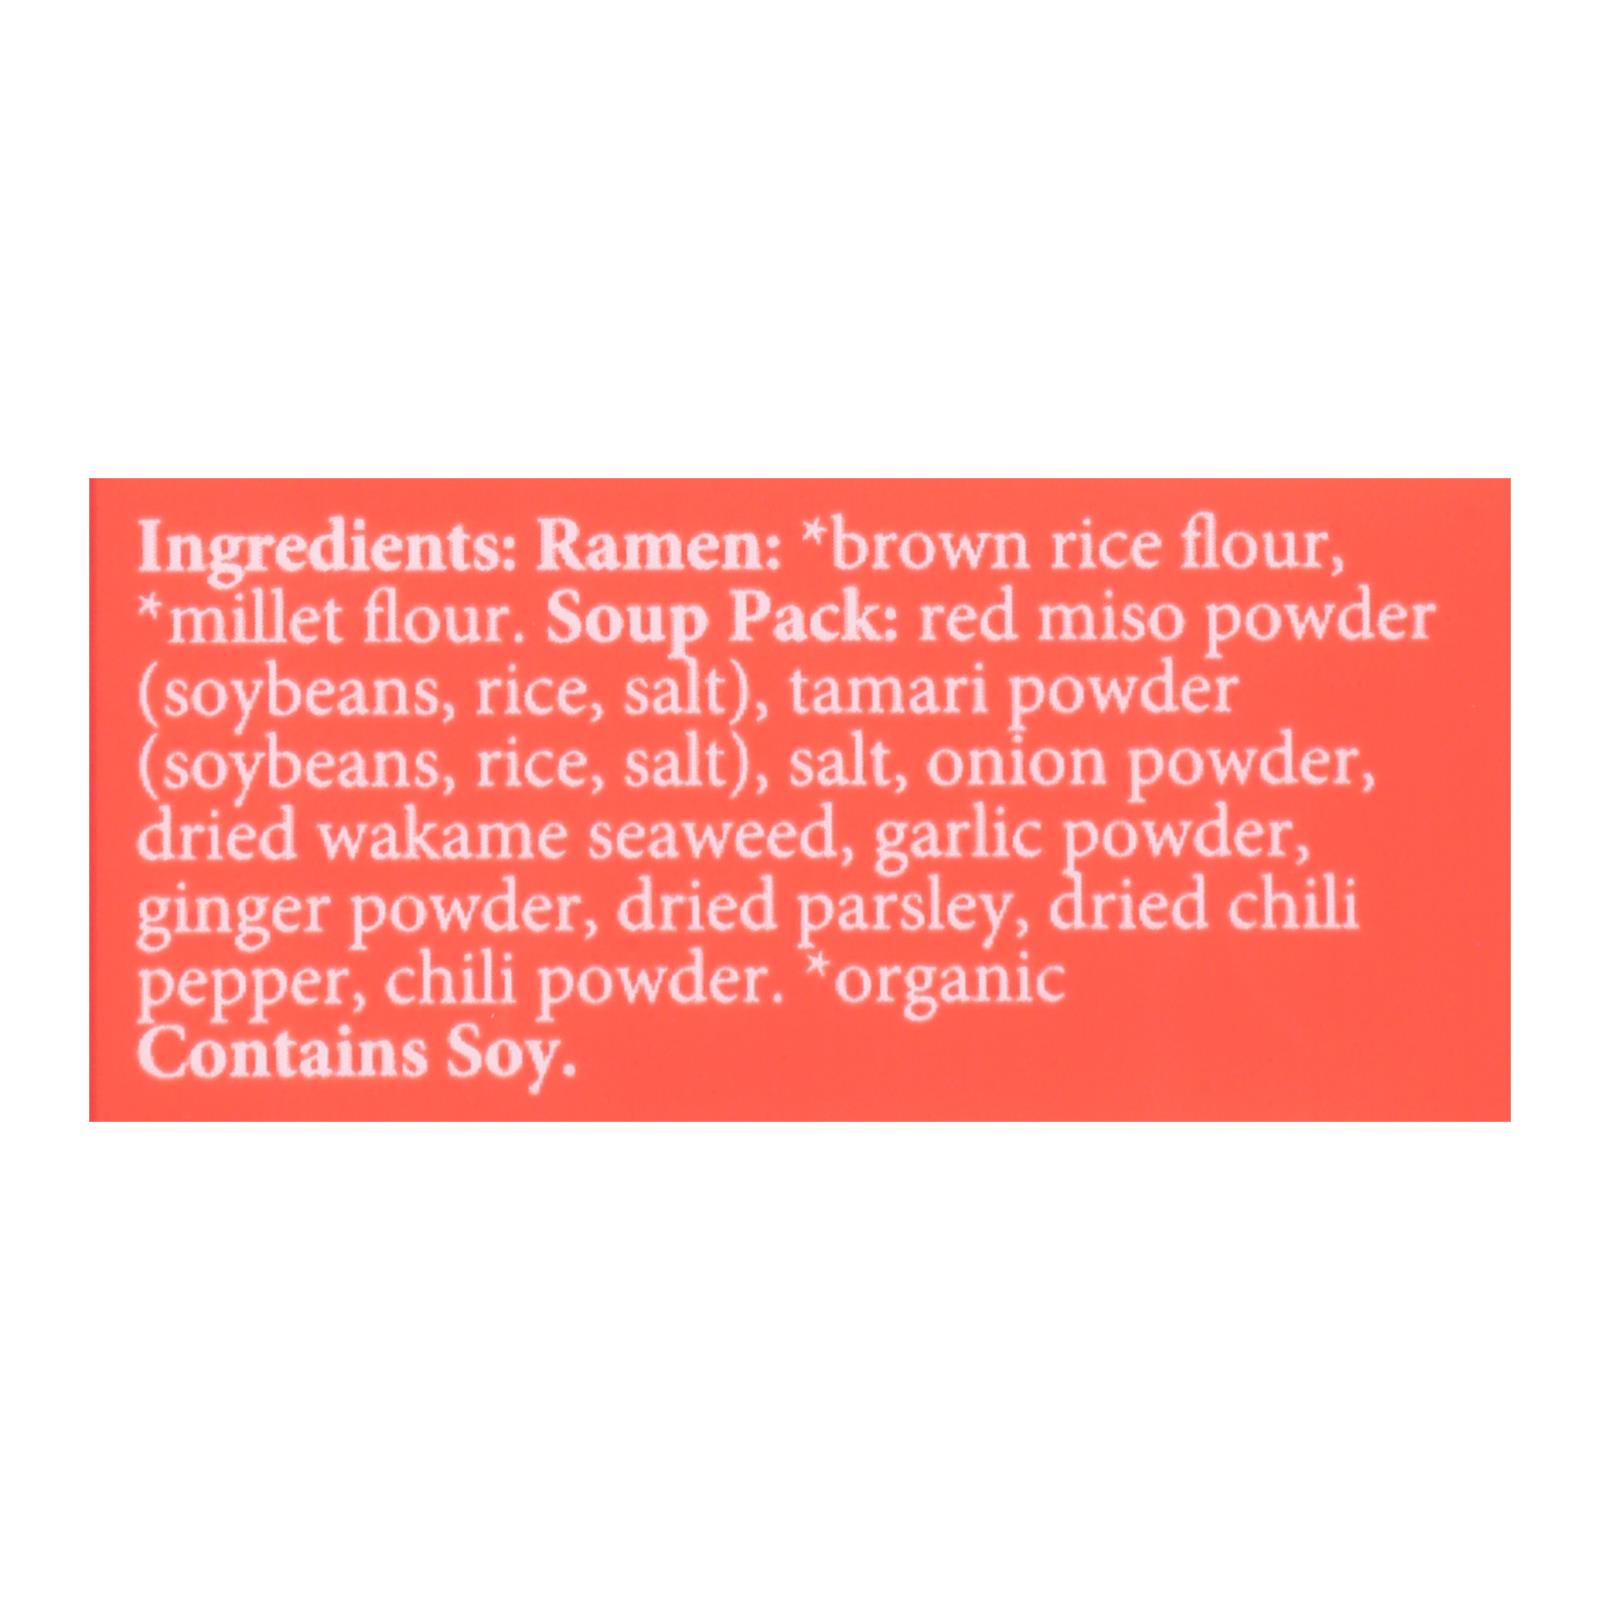 Ingredients: Ramen: *brown rice flour,
*millet flour. Soup Pack: red miso powder
(soybeans, rice, salt), tamari powder
(soybeans, rice, salt), salt, onion powder,
dried wakame seaweed, garlic powder,
ginger powder, dried parsley, dried chili
pepper, chili powder. *organic
Contains Soy.